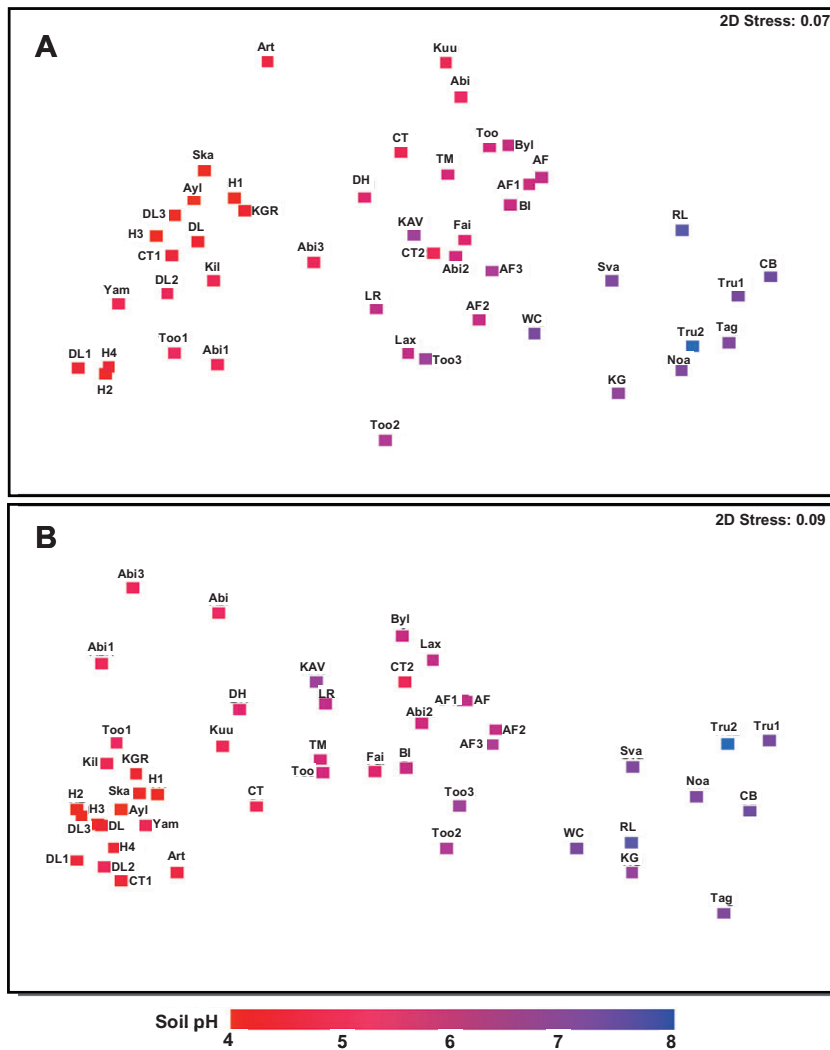 2D Stress: 0.07
A
Art
Kuu
Abi
CT
Too
Byl
Ska
TM
AF
Ayl
H1
DH
AF1
DL3
KGR
BI
H3
DL
KAV
Fai
RL
CT1
Abi3
CT2
Abi2
AF3
Kil
Sva
CB
Yam
DL2
LR
Tru1
AF2
WC
Too1
Lax
Tru2
Tag
DL1
H4
Abi1
Too3
Noa
H2
KG
Too2
2D Stress: 0.09
B
Abi3
Abi
Byl
Abi1
Lax
KAV
CT2
DH
LR
AF1
AF
Too1
Kuu
Abi2
AF2
Tru2
Tru1
Kil
KGR
TM
Fai
BI
AF3
Sva
H2
Ska
H1
Too
Noa
H3
Ayl
CT
Too3
CB
DL3
DL
Yam
Too2
WC
RL
DL1
H4
Art
KG
DL2
CT1
Tag
Soil pH
4 5 6 7 8